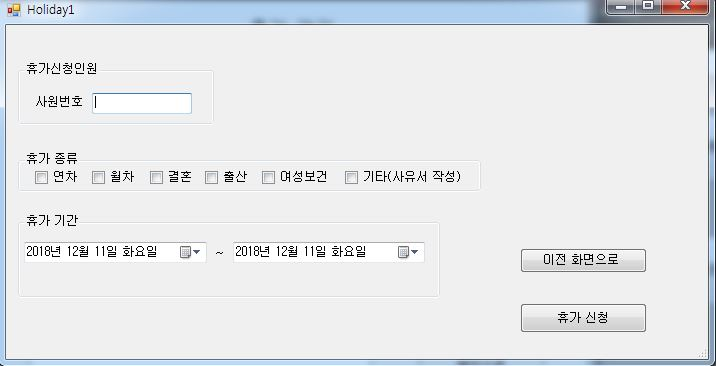 Holiday1
휴가신청인원
사원번호
휴가 종류
연차 월차 결혼 출산 여성보건 기타(사유서 작성)
휴가 기간
2018년 12월 11일 화요일 ~ 2018년 12월 11일 화요일
이전 화면으로
휴가 신청